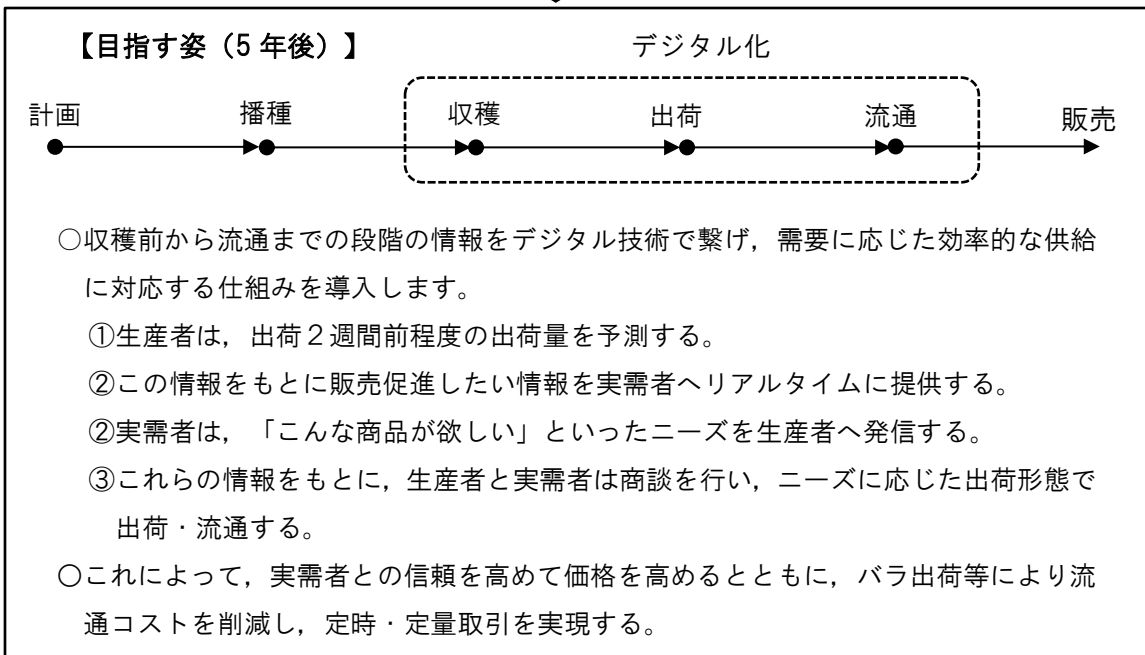 【目指す姿（5年後）】
デジタル化
計画 播種 収穫 出荷 流通 販売
○収穫前から流通までの段階の情報をデジタル技術で繋げ，需要に応じた効率的な供給
に対応する仕組みを導入します。
①生産者は，出荷２週間前程度の出荷量を予測する。
②この情報をもとに販売促進したい情報を実需者へリアルタイムに提供する。
②実需者は，「こんな商品が欲しい」といったニーズを生産者へ発信する。
③これらの情報をもとに，生産者と実需者は商談を行い，ニーズに応じた出荷形態で
出荷・流通する。
〇これによって，実需者との信頼を高めて価格を高めるとともに，バラ出荷等により流
通コストを削減し，定時・定量取引を実現する。